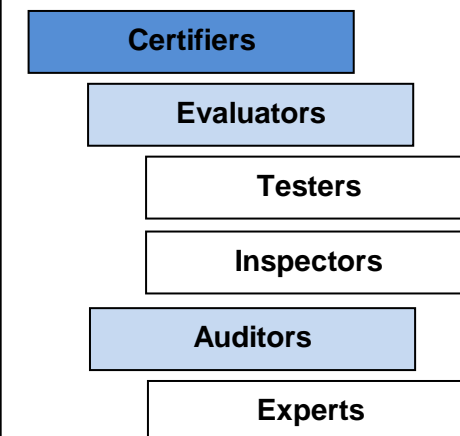 Certifiers
Evaluators
Testers
Inspectors
Auditors
Experts